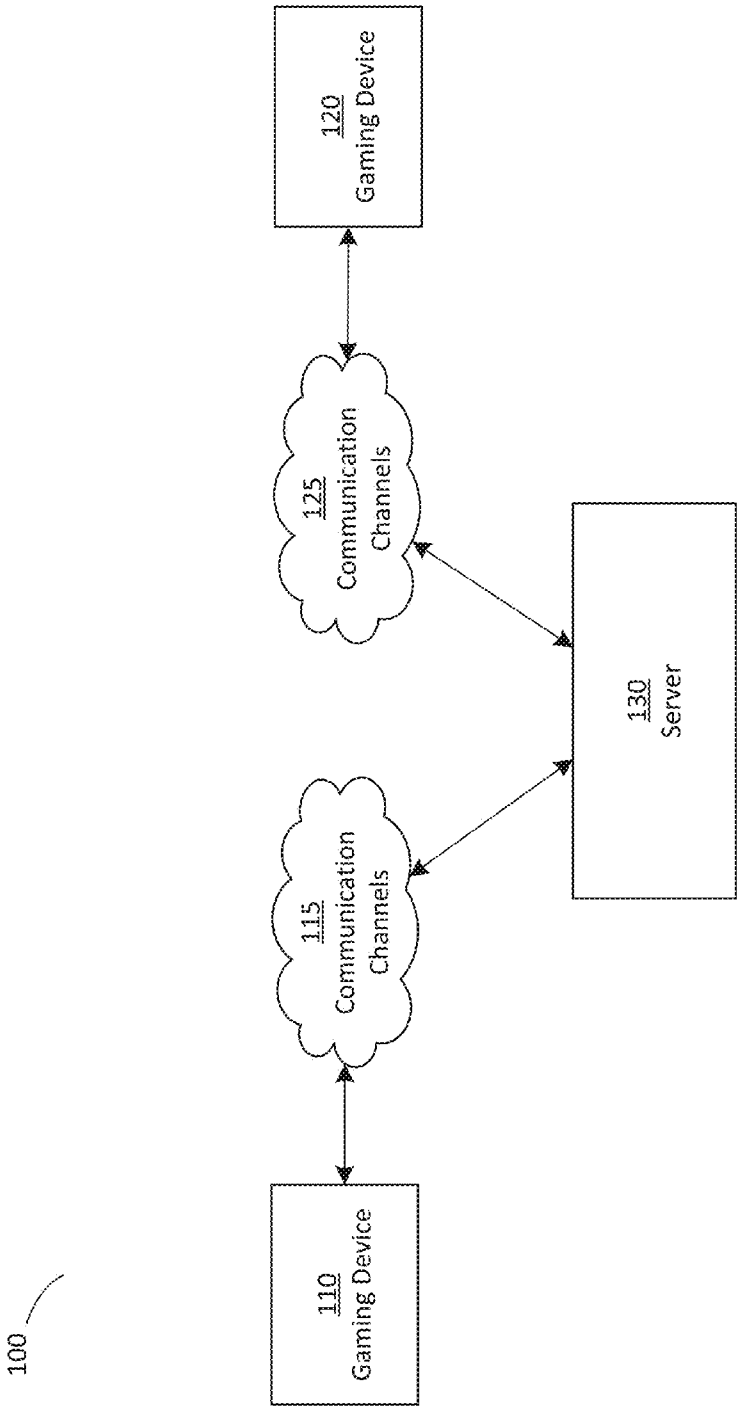 100
110
Gaming Device
115
Communication
Channels
125
Communication
Channels
120
Gaming Device
130
Server